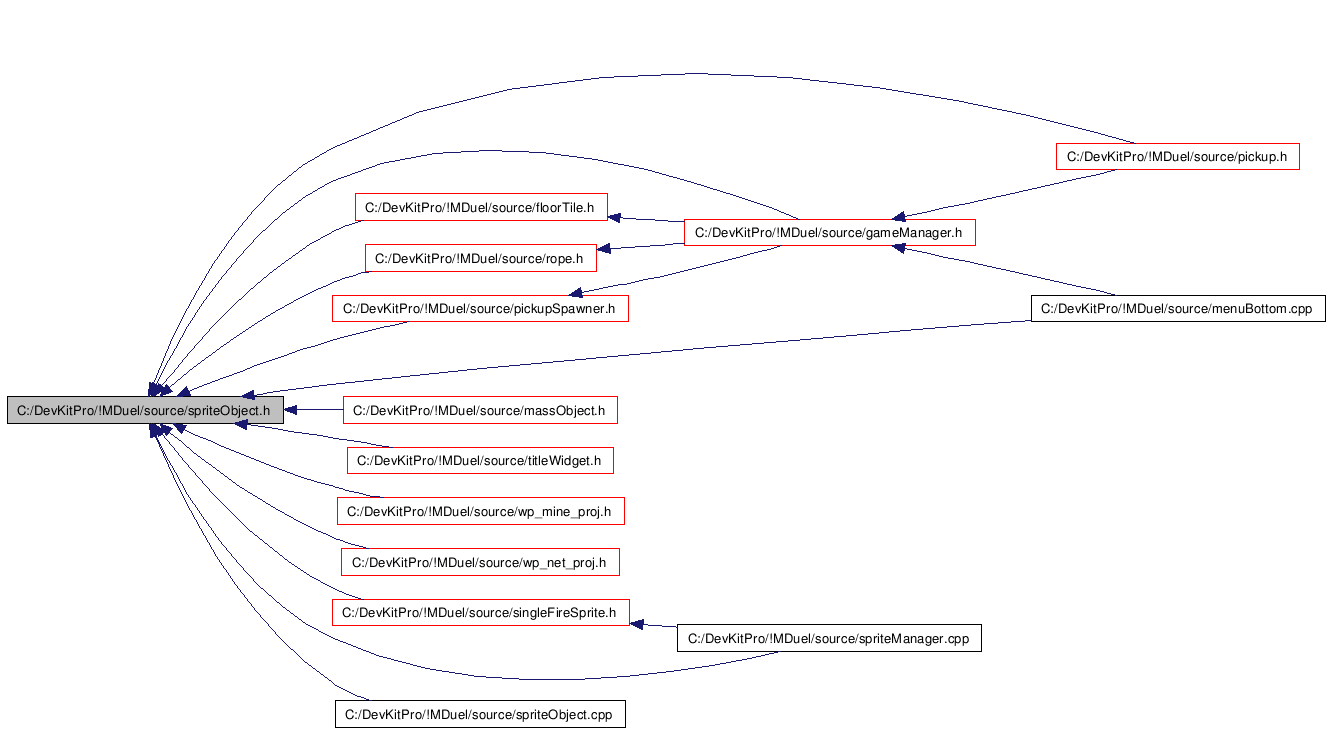 C:/DevKitPro/!MDuel/source/pickup.h
C:/DevKitPro/!MDuel/source/floorTile.h
C:/DevKitPro/!MDuel/source/gameManager.h
C:/DevKitPro/!MDuel/source/rope.h
C:/DevKitPro/!MDuel/source/pickupSpawner.h
C:/DevKitPro/!MDuel/source/menuBottom.cpp
C:/DevKitPro/!MDuel/source/spriteObject.h
C:/DevKitPro/!MDuel/source/massObject.h
C:/DevKitPro/!MDuel/source/titleWidget.h
C:/DevKitPro/!MDuel/source/wp_mine_proj.h
C:/DevKitPro/!MDuel/source/wp_net_proj.h
C:/DevKitPro/!MDuel/source/singleFireSprite.h
C:/DevKitPro/!MDuel/source/spriteManager.cpp
C:/DevKitPro/!MDuel/source/spriteObject.cpp